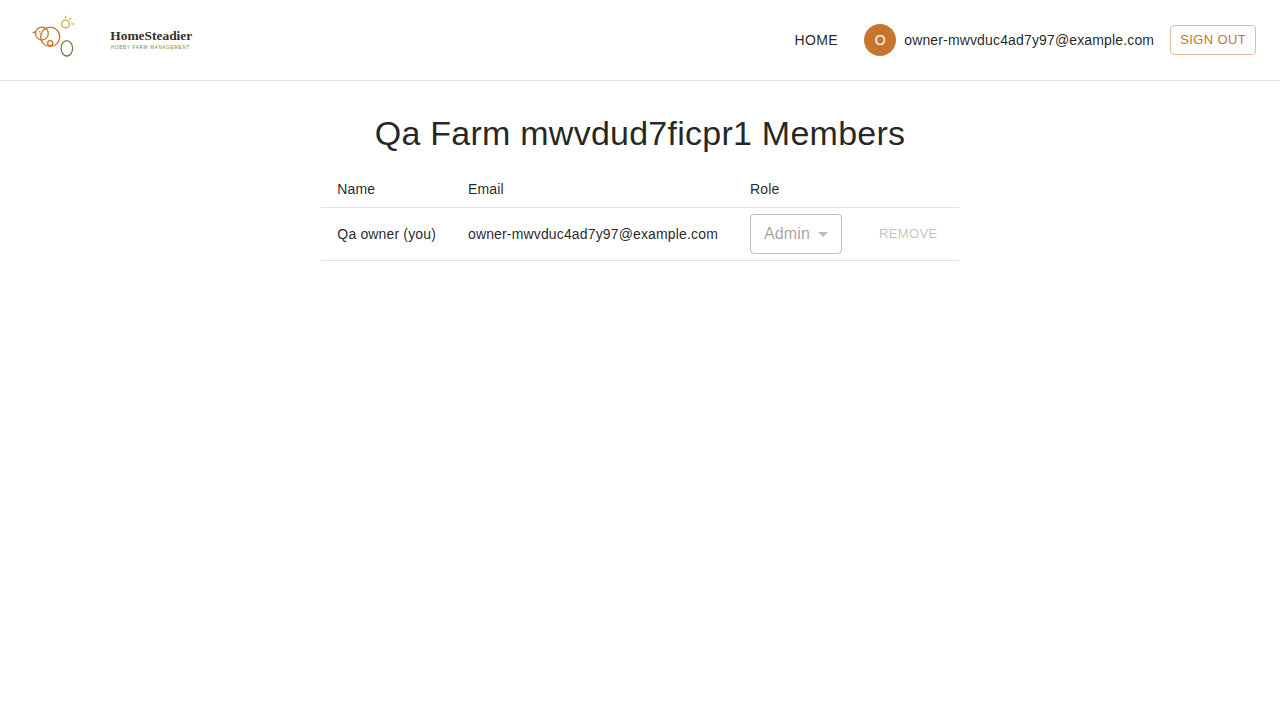 HomeSteadier
HOBBY FARM MANAGEMENT
HOME
O
owner-mwvduc4ad7y97@example.com
SIGN OUT
Qa Farm mwvdud7ficpr1 Members
Name Email Role
Qa owner (you) owner-mwvduc4ad7y97@example.com Admin REMOVE